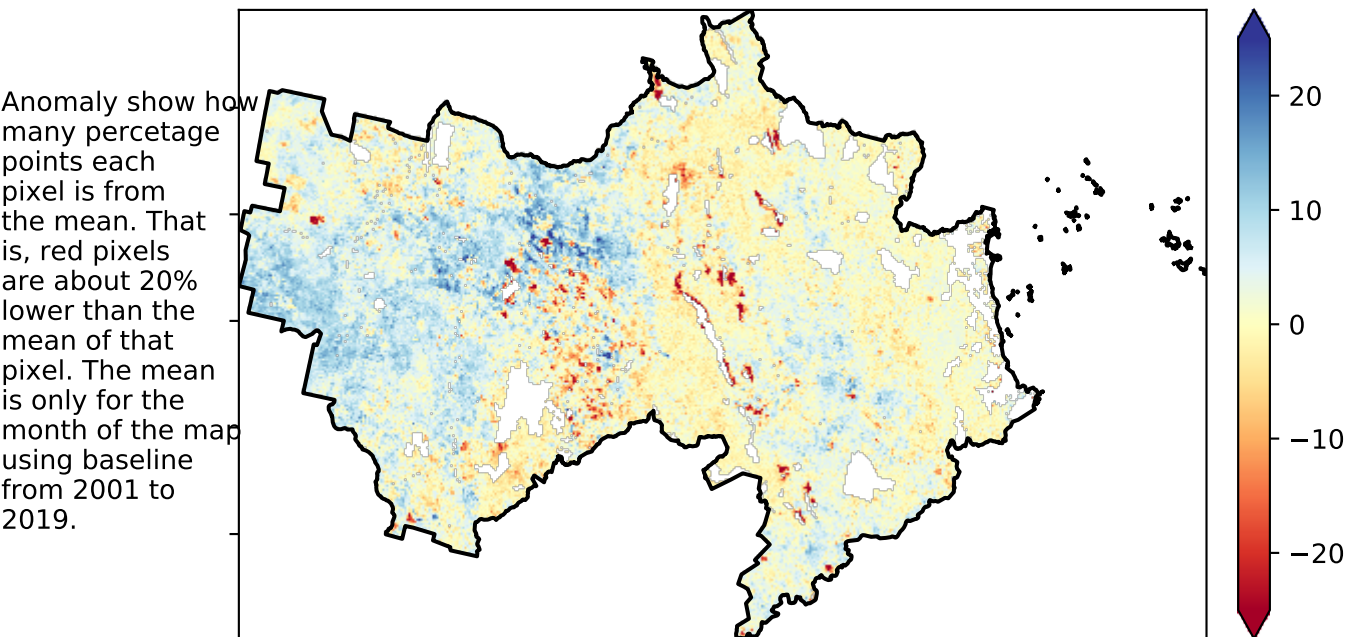 Anomaly show how
many percetage
points each
pixel is from
the mean. That
is, red pixels
are about 20%
lower than the
mean of that
pixel. The mean
is only for the
month of the map
using baseline
from 2001 to
2019.
20
10
0
−10
−20